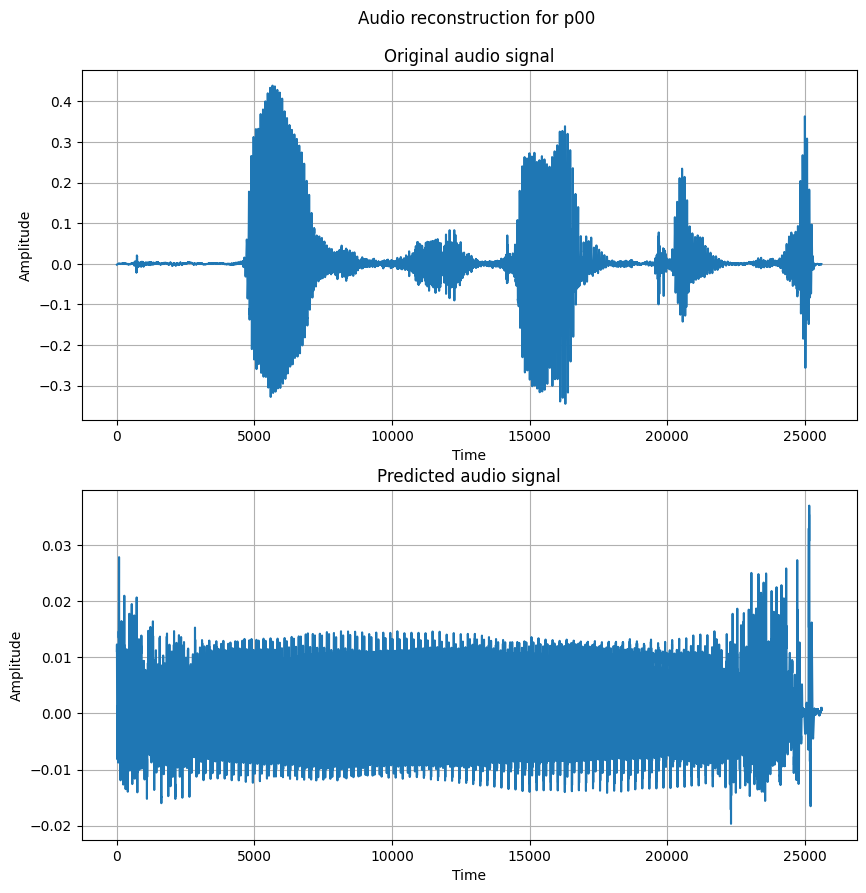 Audio reconstruction for p00
Original audio signal
0.4
0.3
0.2
0.1
0.0
−0.1
−0.2
−0.3
Amplitude
0 5000 10000 15000 20000 25000
Time
Predicted audio signal
0.03
0.02
0.01
0.00
−0.01
−0.02
Amplitude
0 5000 10000 15000 20000 25000
Time